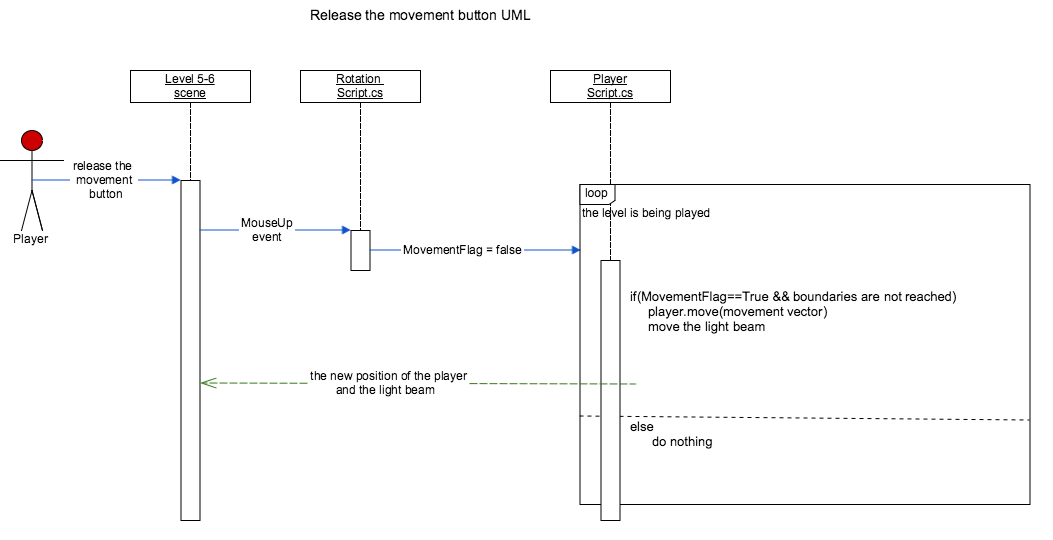 Release the movement button UML
Level 5-6
scene
Rotation
Script.cs
Player
Script.cs
release the
movement
button
Player
MouseUp
event
MovementFlag = false
loop
the level is being played
if(MovementFlag==True && boundaries are not reached)
player.move(movement vector)
move the light beam
the new position of the player
and the light beam
else
do nothing